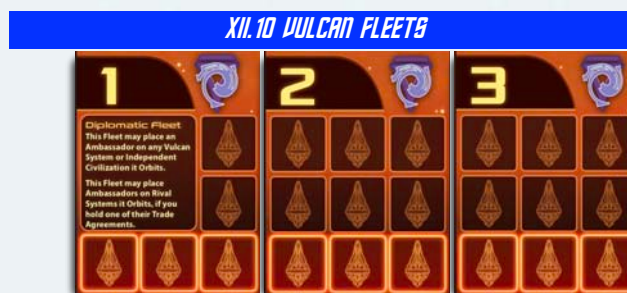 XII.10 VULCAN FLEETS
1
2
3
Diplomatic Fleet
This Fleet may place an
Ambassador on any Vulcan
System or Independent
Civilization it Orbits.
This Fleet may place
Ambassadors on Rival
Systems it Orbits, if you
hold one of their Trade
Agreements.